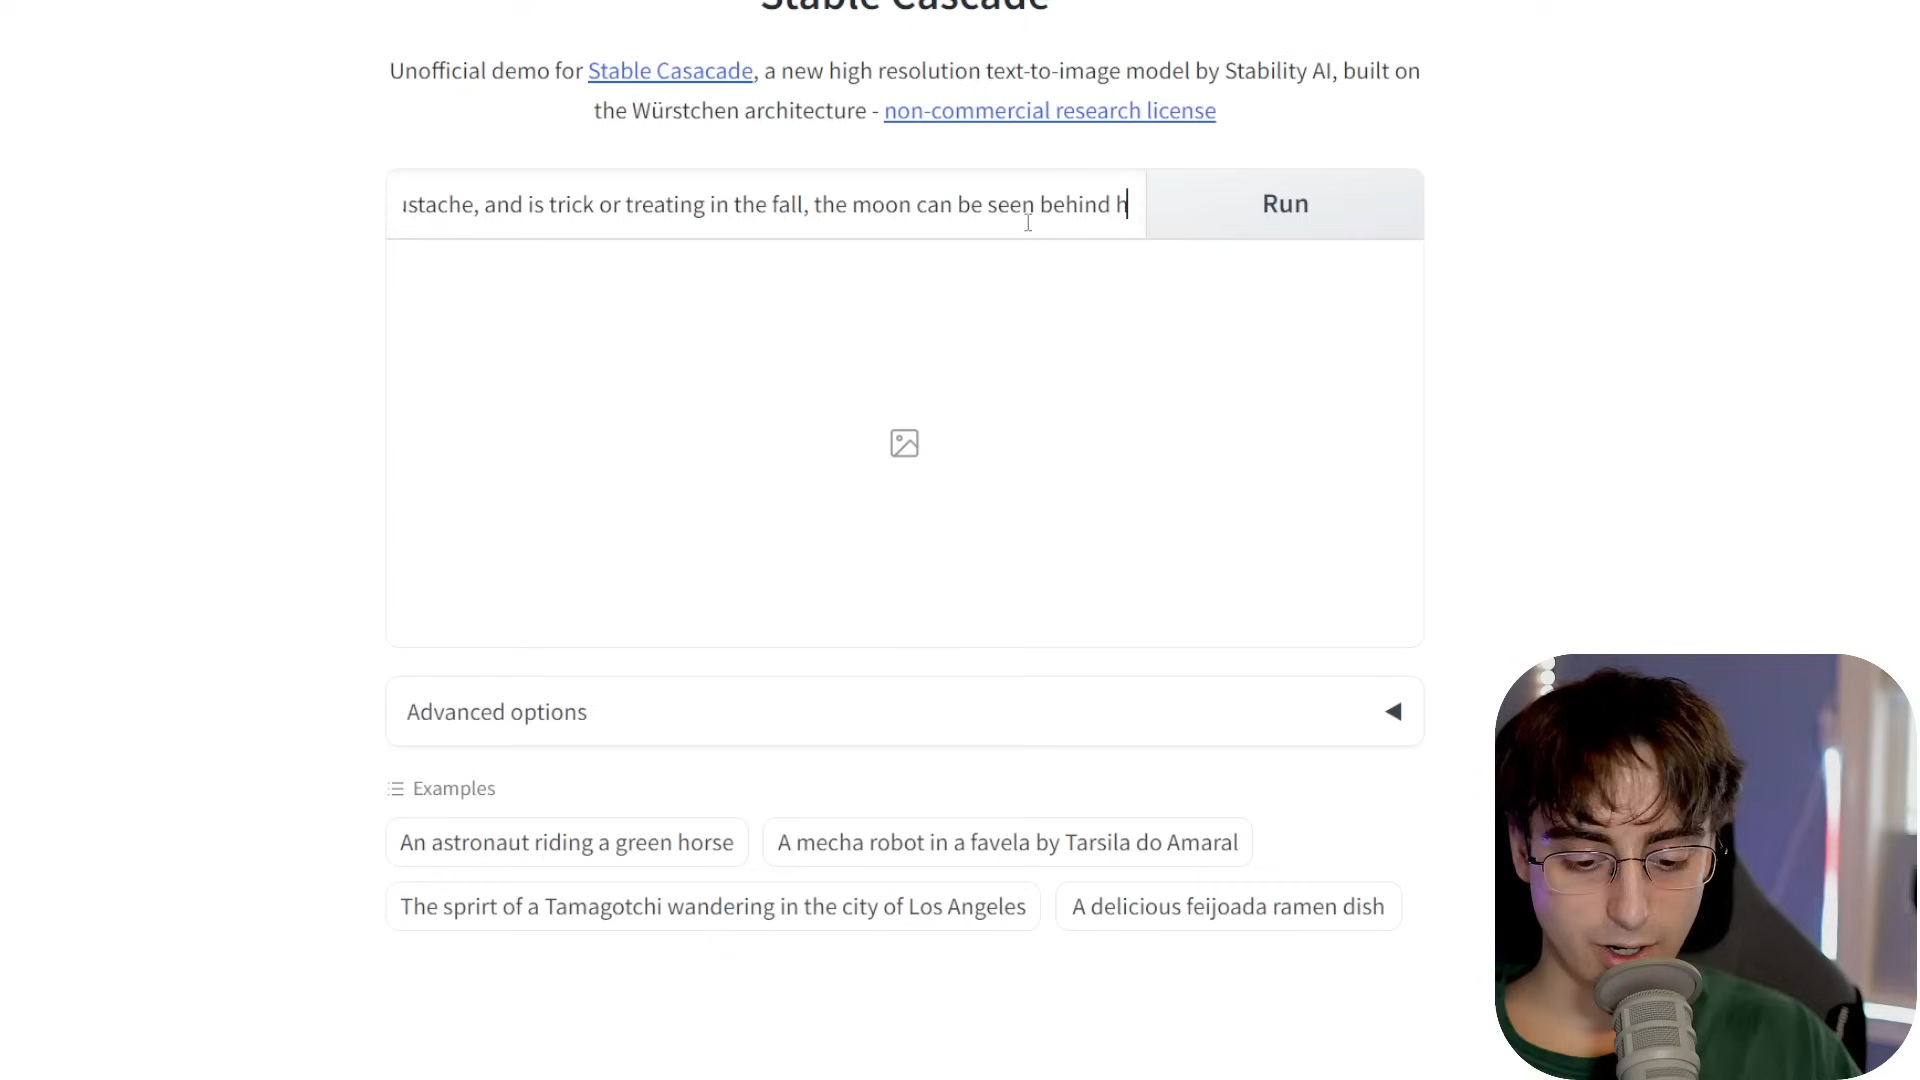 Stable Cascade
Unofficial demo for Stable Casacade, a new high resolution text-to-image model by Stability AI, built on
the Würstchen architecture - non-commercial research license
ustache, and is trick or treating in the fall, the moon can be seen behind h
Run
Advanced options
Examples
An astronaut riding a green horse
A mecha robot in a favela by Tarsila do Amaral
The sprirt of a Tamagotchi wandering in the city of Los Angeles
A delicious feijoada ramen dish